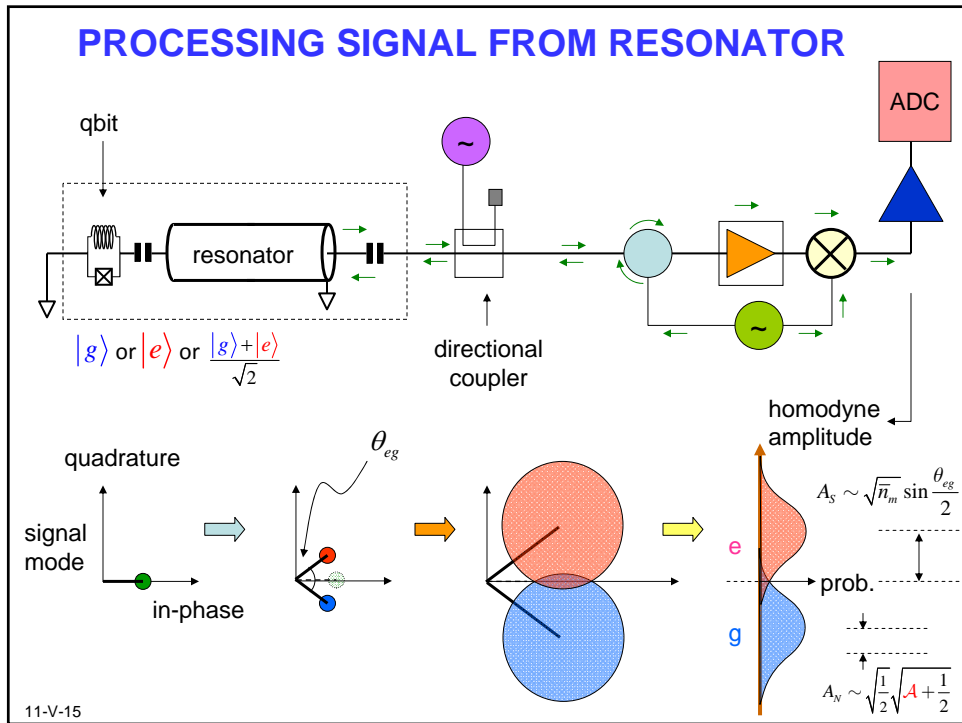 PROCESSING SIGNAL FROM RESONATOR
ADC
qbit
~
resonator
~
|g⟩ or |e⟩ or (|g⟩+|e⟩)/√2
directional
coupler
homodyne
amplitude
quadrature
θ_eg
A_S ~ √n̄_m sin θ_eg/2
signal
mode
e
prob.
in-phase
g
A_N ~ √(1/2) √(𝒜 + 1/2)
11-V-15